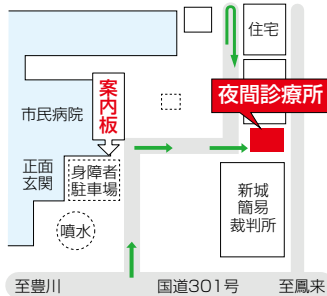 住宅
夜間診療所
案内板
市民病院
正面
玄関
身障者
駐車場
噴水
新城
簡易
裁判所
至豊川
国道301号
至鳳来